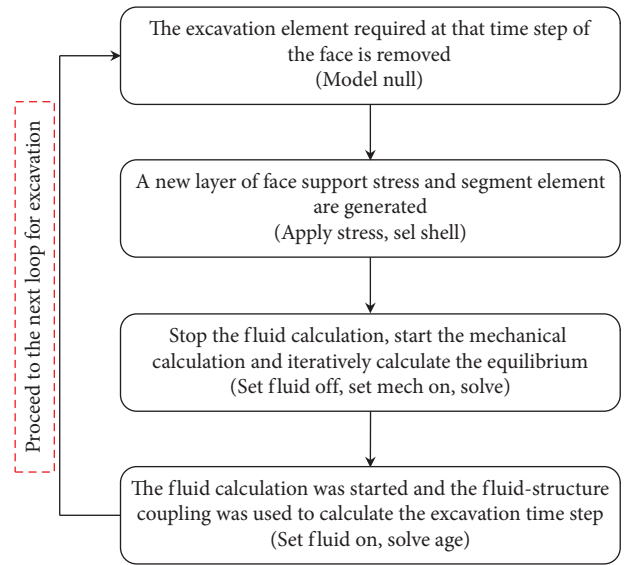 The excavation element required at that time step of
the face is removed
(Model null)
A new layer of face support stress and segment element
are generated
(Apply stress, sel shell)
Stop the fluid calculation, start the mechanical
calculation and iteratively calculate the equilibrium
(Set fluid off, set mech on, solve)
The fluid calculation was started and the fluid-structure
coupling was used to calculate the excavation time step
(Set fluid on, solve age)
Proceed to the next loop for excavation